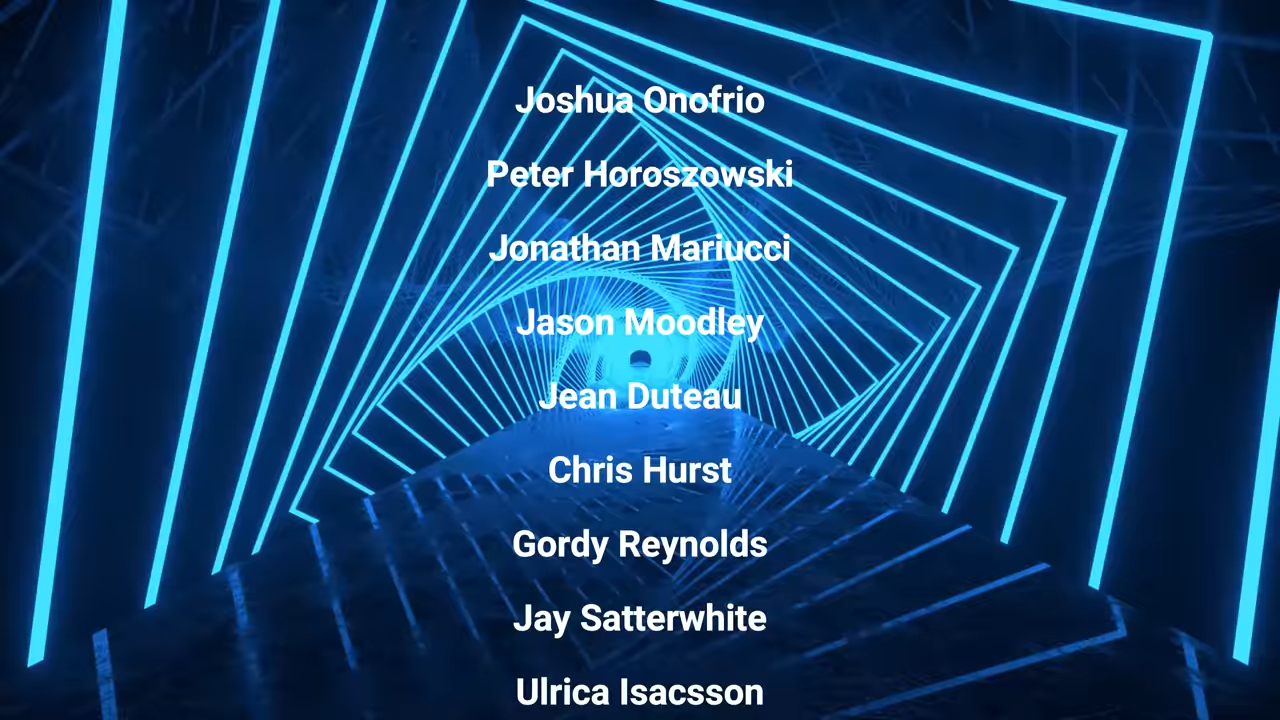 Joshua Onofrio
Peter Horoszowski
Jonathan Mariucci
Jason Moodley
Jean Duteau
Chris Hurst
Gordy Reynolds
Jay Satterwhite
Ulrica Isacsson